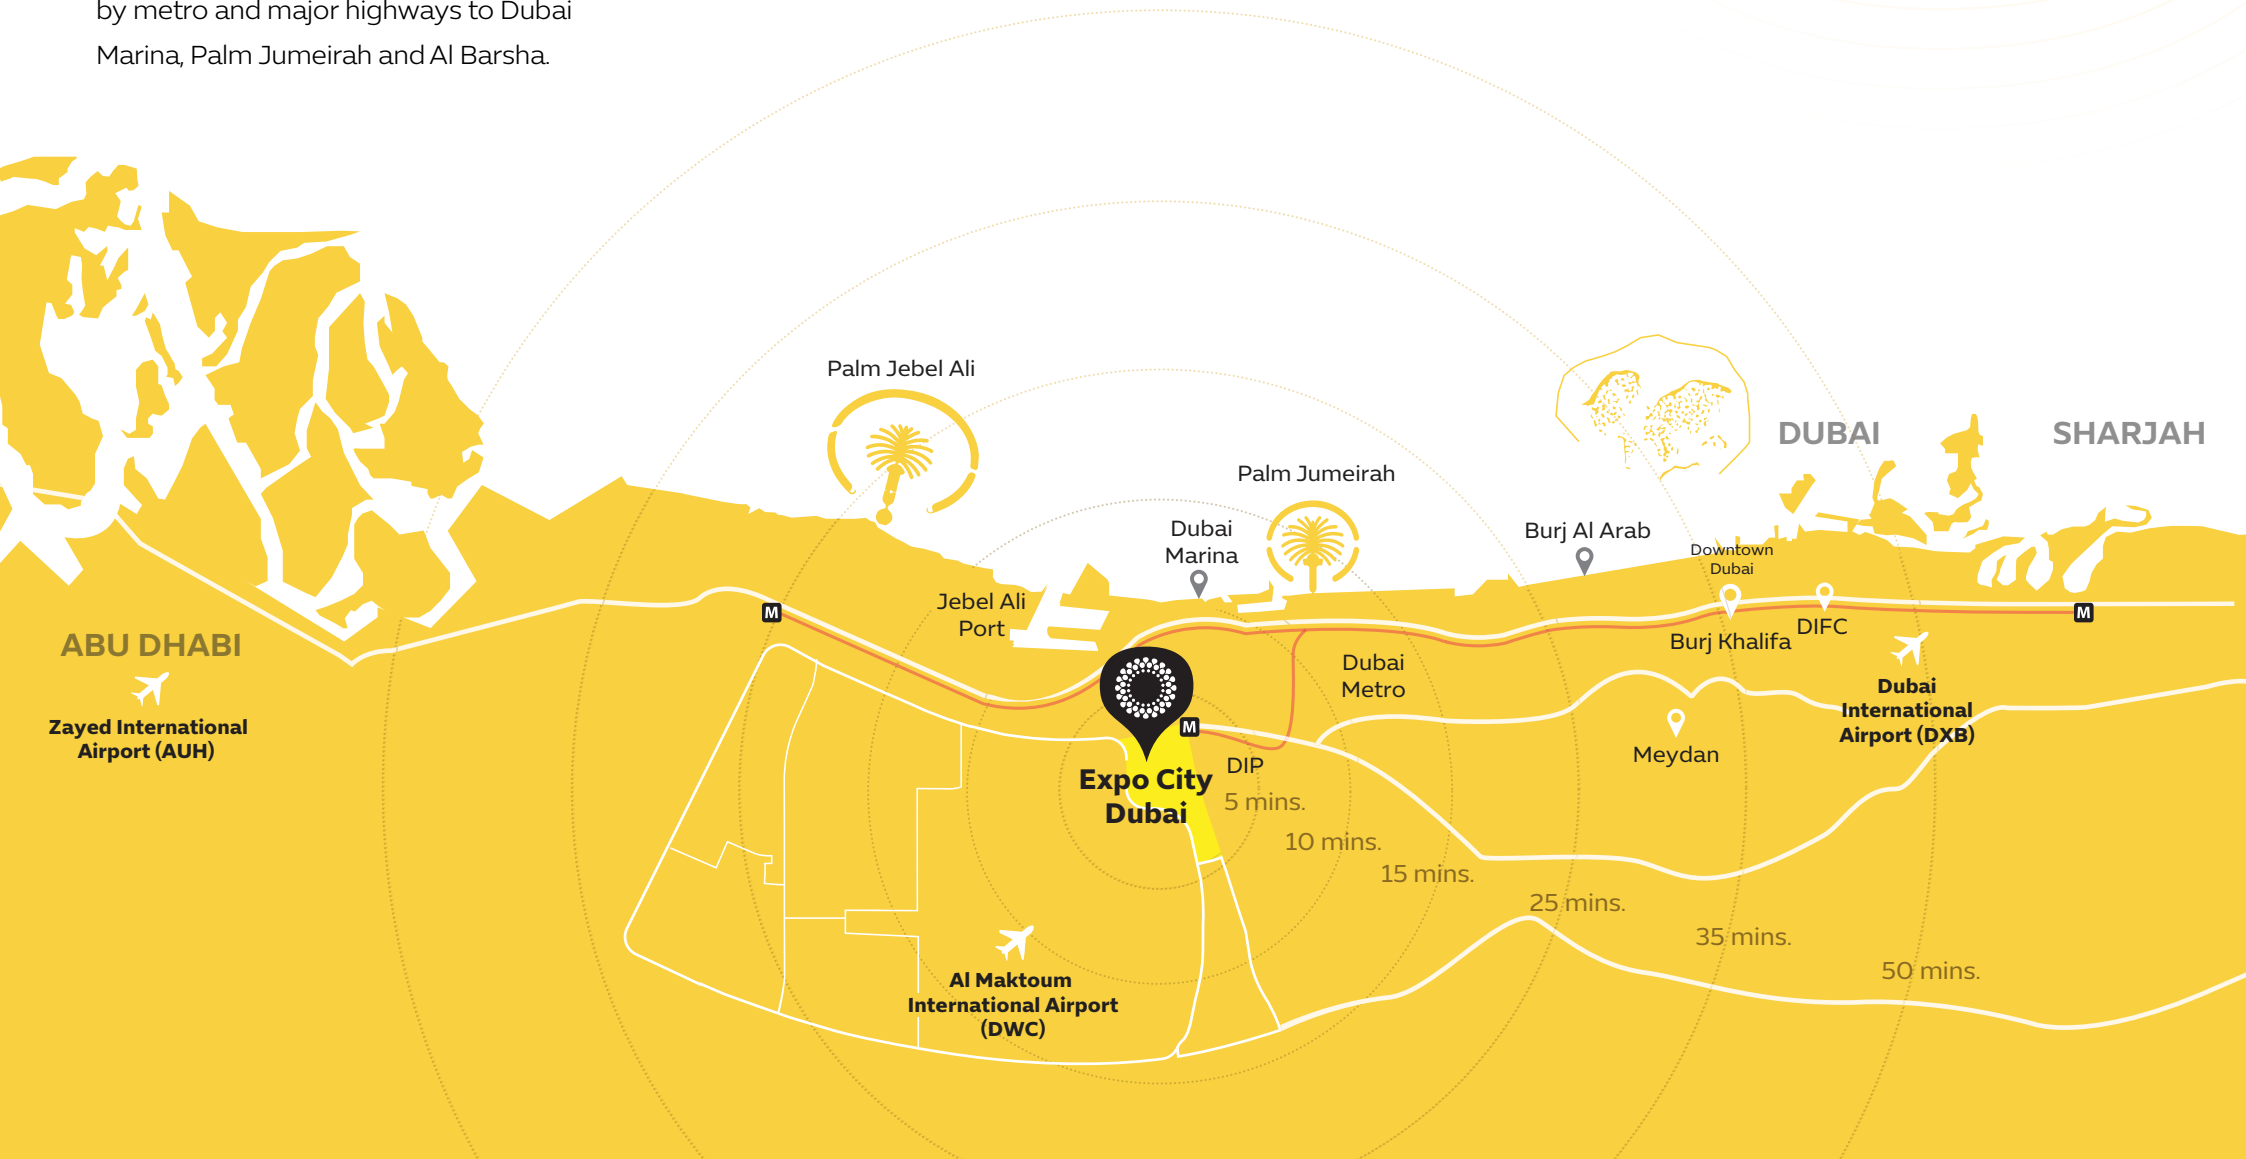 by metro and major highways to Dubai
Marina, Palm Jumeirah and Al Barsha.
Palm Jebel Ali
DUBAI
SHARJAH
Palm Jumeirah
Dubai
Marina
Burj Al Arab
Downtown
Dubai
Jebel Ali
Port
M
M
ABU DHABI
Burj Khalifa
DIFC
Dubai
Metro
Zayed International
Airport (AUH)
Dubai
International
Airport (DXB)
M
Meydan
DIP
Expo City
Dubai
5 mins.
10 mins.
15 mins.
25 mins.
35 mins.
50 mins.
Al Maktoum
International Airport
(DWC)